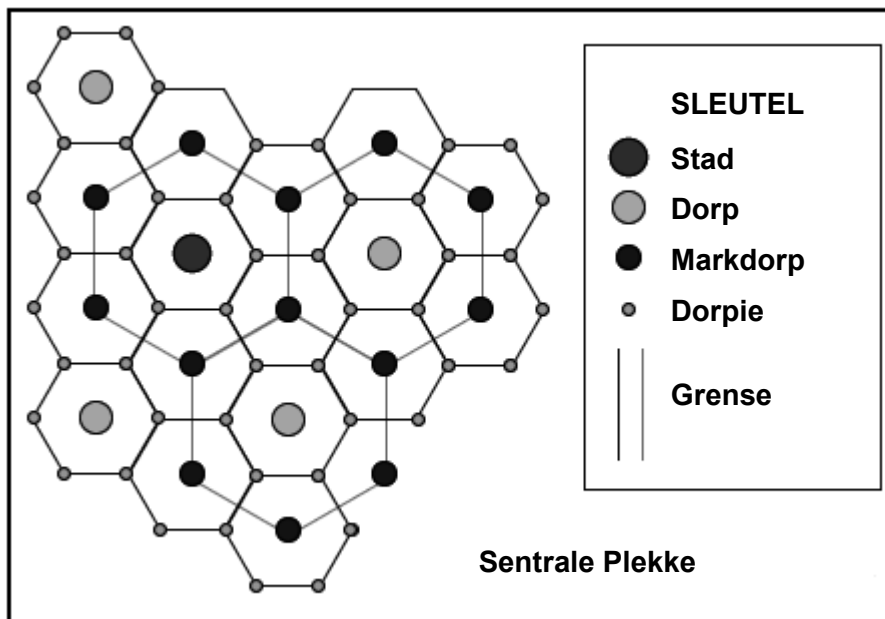 SLEUTEL
Stad
Dorp
Markdorp
Dorpie
Grense
Sentrale Plekke